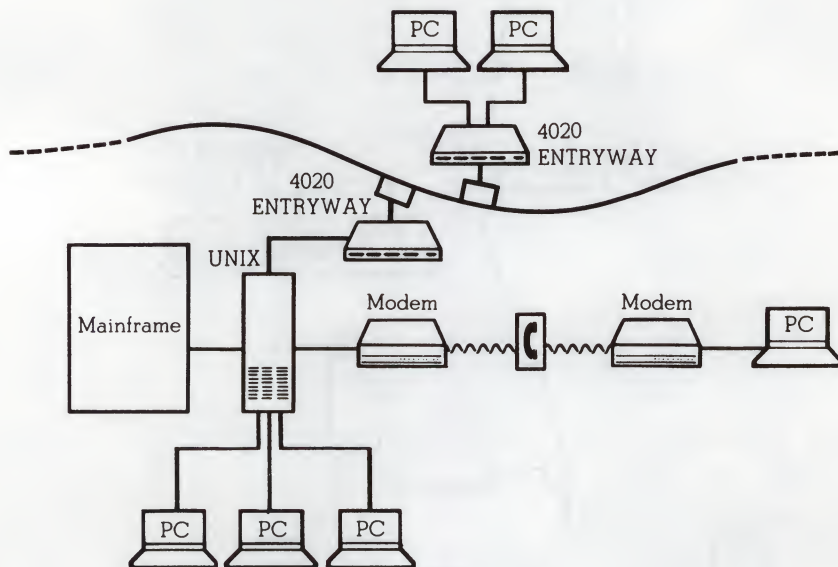 PC
PC
4020
ENTRYWAY
4020
ENTRYWAY
UNIX
Mainframe
Modem
Modem
PC
PC
PC
PC